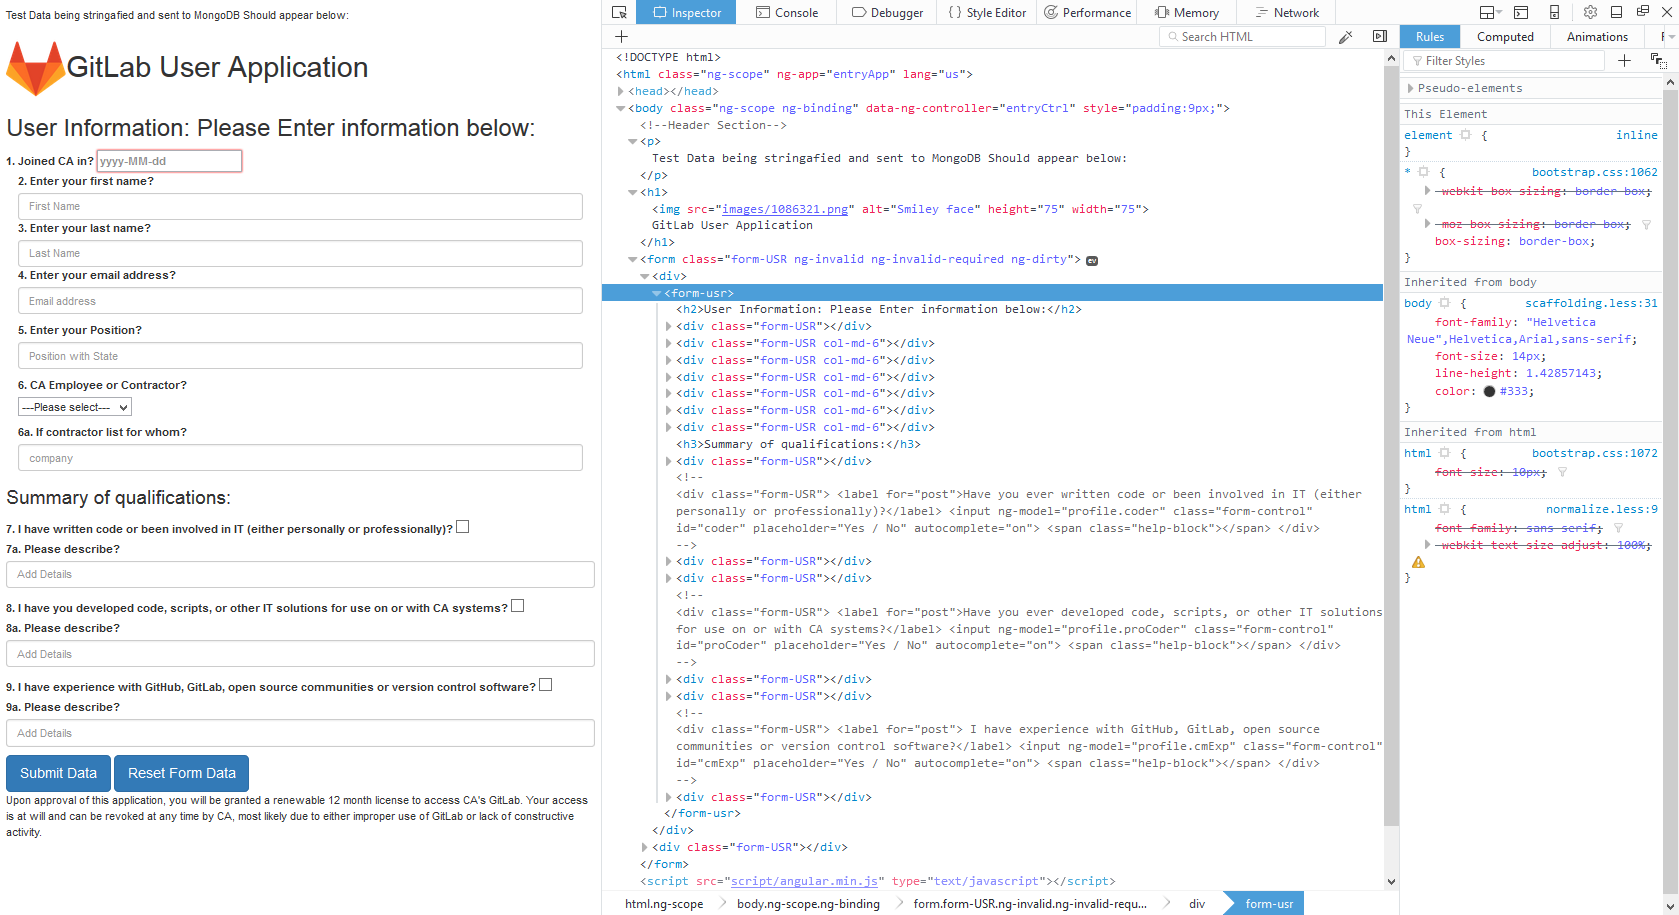 Test Data being stringafied and sent to MongoDB Should appear below:
GitLab User Application
User Information: Please Enter information below:
1. Joined CA in? yyyy-MM-dd
2. Enter your first name?
First Name
3. Enter your last name?
Last Name
4. Enter your email address?
Email address
5. Enter your Position?
Position with State
6. CA Employee or Contractor?
---Please select---
6a. If contractor list for whom?
company
Summary of qualifications:
7. I have written code or been involved in IT (either personally or professionally)?
7a. Please describe?
Add Details
8. I have you developed code, scripts, or other IT solutions for use on or with CA systems?
8a. Please describe?
Add Details
9. I have experience with GitHub, GitLab, open source communities or version control software?
9a. Please describe?
Add Details
Submit Data Reset Form Data
Upon approval of this application, you will be granted a renewable 12 month license to access CA's GitLab. Your access
is at will and can be revoked at any time by CA, most likely due to either improper use of GitLab or lack of constructive
activity.
Inspector Console Debugger { } Style Editor Performance Memory Network
+ Search HTML
<!DOCTYPE html>
<html class="ng-scope" ng-app="entryApp" lang="us">
<head></head>
<body class="ng-scope ng-binding" data-ng-controller="entryCtrl" style="padding:9px;">
<!--Header Section-->
<p>
Test Data being stringafied and sent to MongoDB Should appear below:
</p>
<h1>
<img src="images/1086321.png" alt="Smiley face" height="75" width="75">
GitLab User Application
</h1>
<form class="form-USR ng-invalid ng-invalid-required ng-dirty"> ev
<div>
<form-usr>
<h2>User Information: Please Enter information below:</h2>
<div class="form-USR"></div>
<div class="form-USR col-md-6"></div>
<div class="form-USR col-md-6"></div>
<div class="form-USR col-md-6"></div>
<div class="form-USR col-md-6"></div>
<div class="form-USR col-md-6"></div>
<div class="form-USR col-md-6"></div>
<h3>Summary of qualifications:</h3>
<div class="form-USR"></div>
<!--
<div class="form-USR"> <label for="post">Have you ever written code or been involved in IT (either
personally or professionally)?</label> <input ng-model="profile.coder" class="form-control"
id="coder" placeholder="Yes / No" autocomplete="on"> <span class="help-block"></span> </div>
-->
<div class="form-USR"></div>
<div class="form-USR"></div>
<!--
<div class="form-USR"> <label for="post">Have you ever developed code, scripts, or other IT solutions
for use on or with CA systems?</label> <input ng-model="profile.proCoder" class="form-control"
id="proCoder" placeholder="Yes / No" autocomplete="on"> <span class="help-block"></span> </div>
-->
<div class="form-USR"></div>
<div class="form-USR"></div>
<!--
<div class="form-USR"> <label for="post"> I have experience with GitHub, GitLab, open source
communities or version control software?</label> <input ng-model="profile.cmExp" class="form-control"
id="cmExp" placeholder="Yes / No" autocomplete="on"> <span class="help-block"></span> </div>
-->
<div class="form-USR"></div>
</form-usr>
</div>
<div class="form-USR"></div>
</form>
<script src="script/angular.min.js" type="text/javascript"></script>
html.ng-scope body.ng-scope.ng-binding form.form-USR.ng-invalid.ng-invalid-requ... div form-usr
Rules Computed Animations
Filter Styles +
Pseudo-elements
This Element
element { inline
}
* { bootstrap.css:1062
-webkit-box-sizing: border-box;
-moz-box-sizing: border-box;
box-sizing: border-box;
}
Inherited from body
body { scaffolding.less:31
font-family: "Helvetica
Neue",Helvetica,Arial,sans-serif;
font-size: 14px;
line-height: 1.42857143;
color: #333;
}
Inherited from html
html { bootstrap.css:1072
font-size: 10px;
}
html { normalize.less:9
font-family: sans-serif;
-webkit-text-size-adjust: 100%;
}